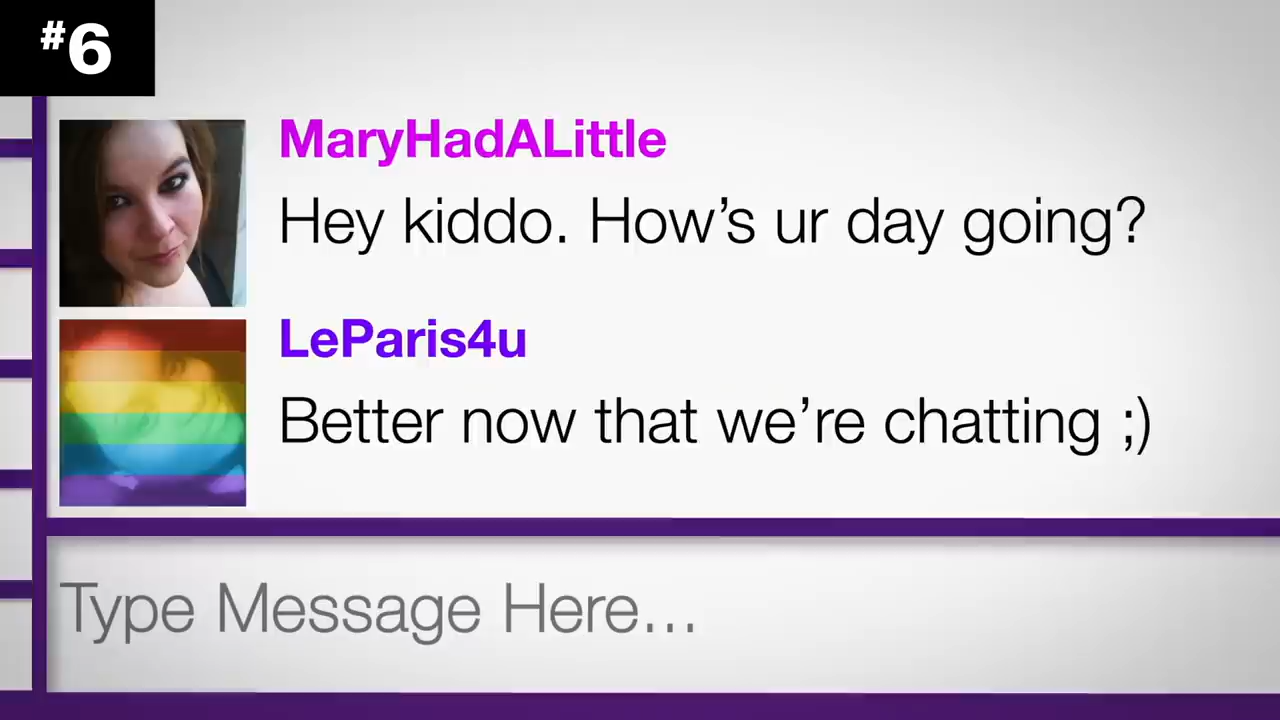 #6
MaryHadALittle
Hey kiddo. How’s ur day going?
LeParis4u
Better now that we’re chatting ;)
Type Message Here...